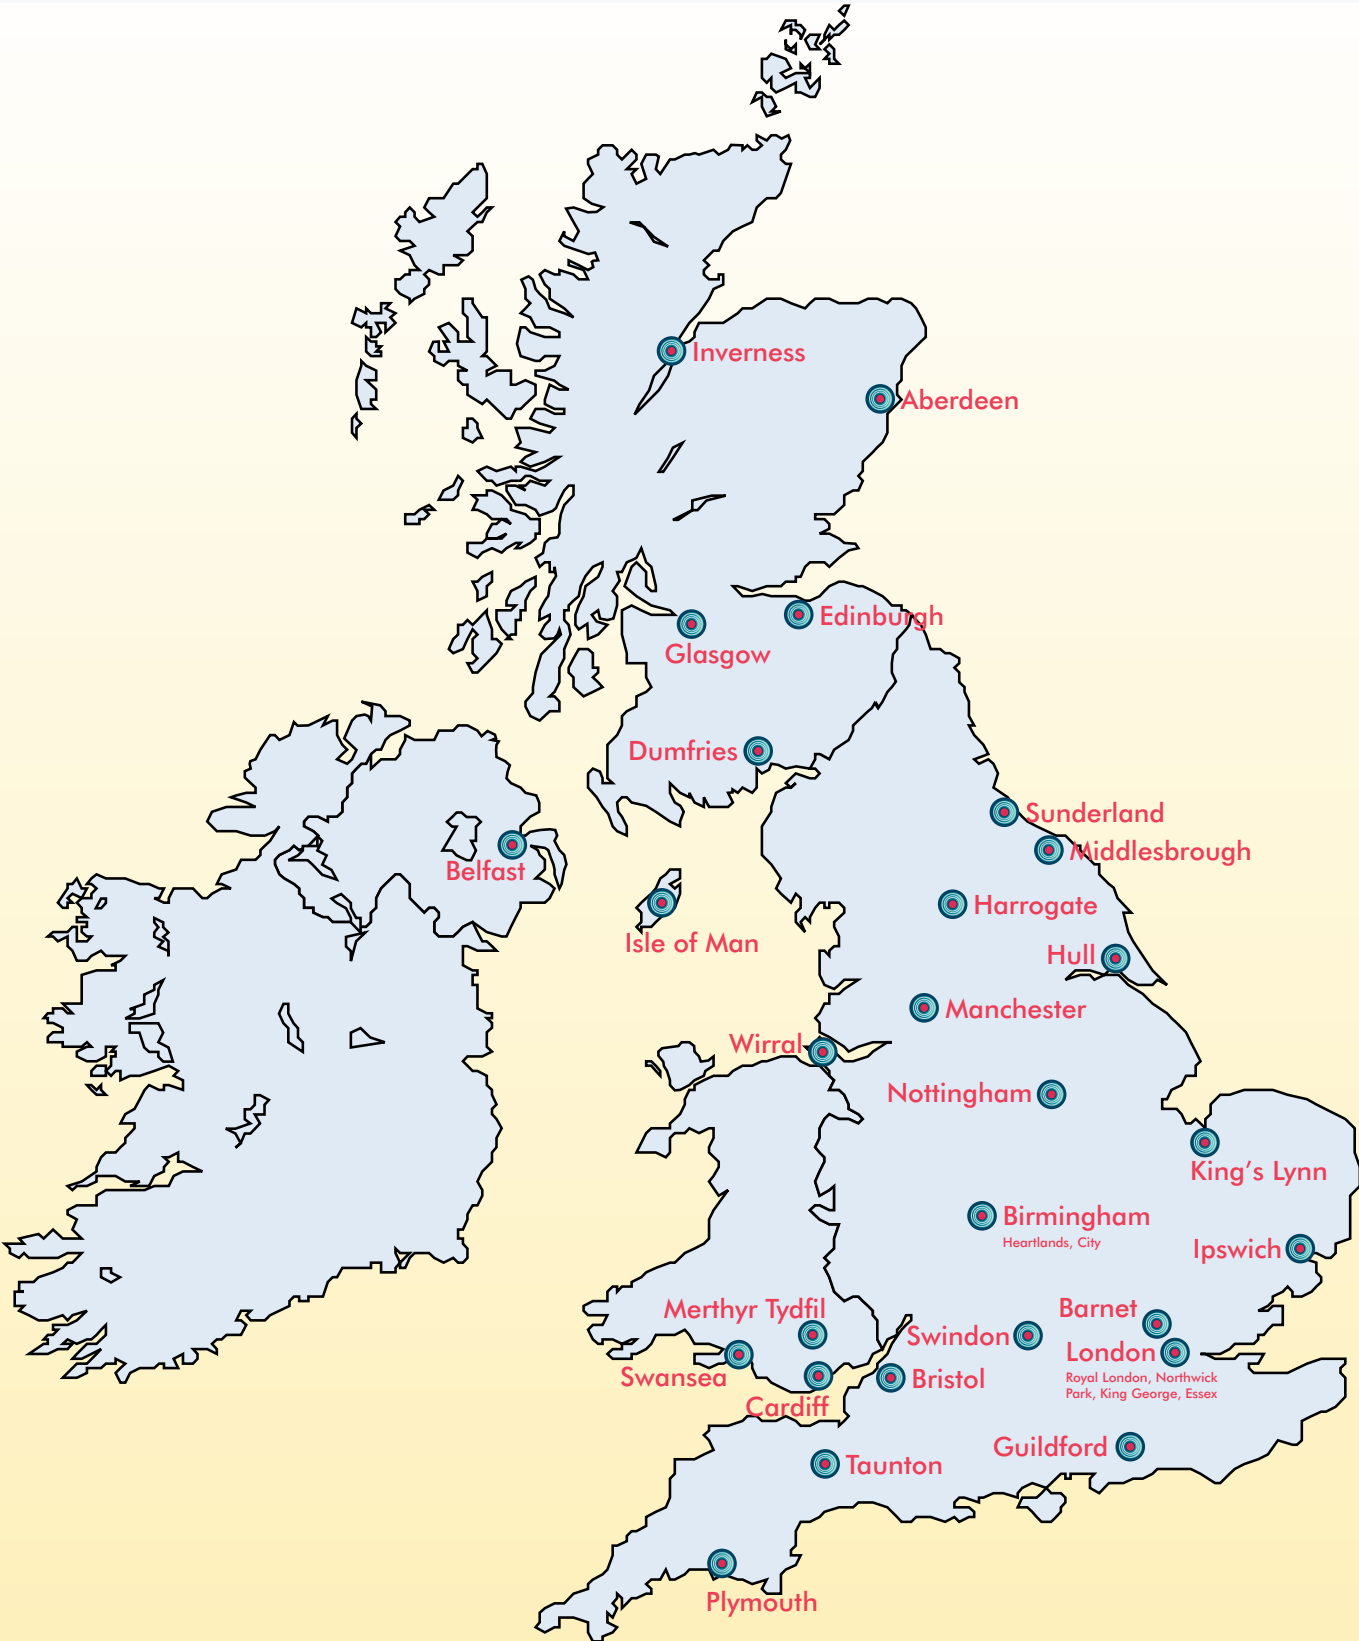 Inverness
Aberdeen
Edinburgh
Glasgow
Dumfries
Sunderland
Middlesbrough
Belfast
Harrogate
Isle of Man
Hull
Manchester
Wirral
Nottingham
King's Lynn
Birmingham
Heartlands, City
Ipswich
Merthyr Tydfil
Barnet
Swindon
London
Royal London, Northwick
Park, King George, Essex
Swansea
Bristol
Cardiff
Guildford
Taunton
Plymouth